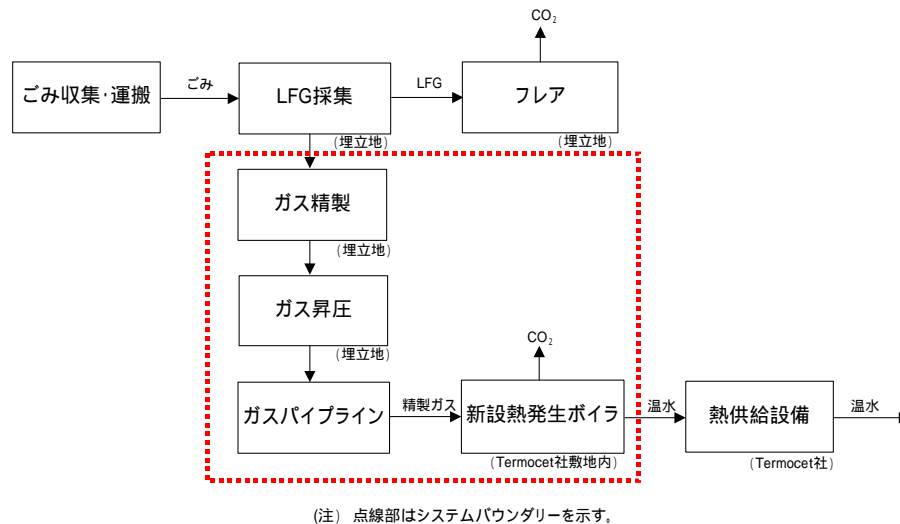 CO₂
ごみ収集・運搬
ごみ
LFG採集
LFG
フレア
(埋立地)
(埋立地)
ガス精製
(埋立地)
ガス昇圧
(埋立地)
CO₂
ガスパイプライン
精製ガス
新設熱発生ボイラ
温水
熱供給設備
温水
(Termocet社敷地内)
(Termocet社)
(注) 点線部はシステムバウンダリーを示す。